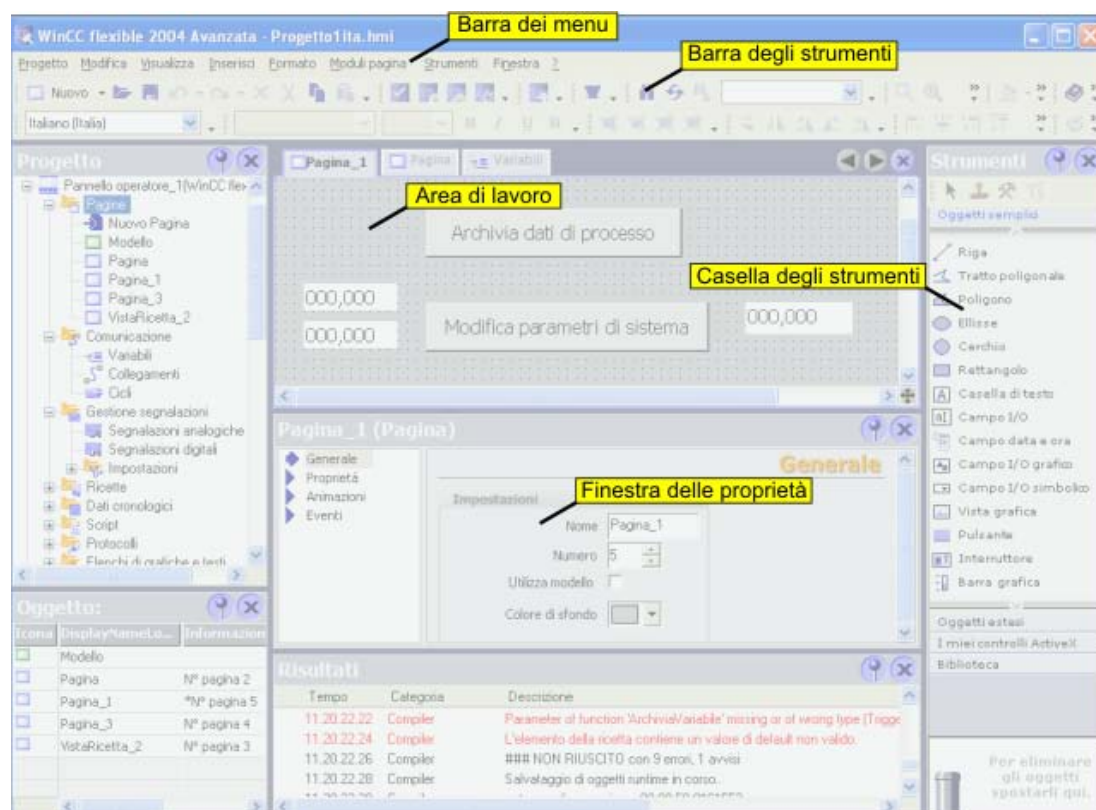 Barra dei menu
WinCC flexible 2004 Avanzata - Progetto1ita.hmi
Barra degli strumenti
Progetto Modifica Visualizza Inserisci Formato Moduli pagina Strumenti Finestra ?
Nuovo
Italiano (Italia)
Progetto
Pannello operatore_1(WinCC flex
Pagine
Nuovo Pagina
Modello
Pagina
Pagina_1
Pagina_3
VistaRicetta_2
Comunicazione
Variabili
Collegamenti
Cicli
Gestione segnalazioni
Segnalazioni analogiche
Segnalazioni digitali
Impostazioni
Ricette
Dati cronologici
Script
Protocolli
Elenchi di grafiche e testi
Pagina_1 Pagina Variabili
Area di lavoro
Archivia dati di processo
000,000
000,000
Modifica parametri di sistema
000,000
Strumenti
Oggetti semplici
Riga
Tratto poligonale
Casella degli strumenti
Poligono
Ellisse
Cerchio
Rettangolo
Casella di testo
Campo I/O
Campo data e ora
Campo I/O grafico
Campo I/O simbolico
Vista grafica
Pulsante
Interruttore
Barra grafica
Oggetti estesi
I miei controlli ActiveX
Biblioteca
Per eliminare
gli oggetti
spostarli qui.
Pagina_1 (Pagina)
Generale
Proprietà
Animazioni
Eventi
Generale
Impostazioni
Finestra delle proprietà
Nome Pagina_1
Numero 5
Utilizza modello
Colore di sfondo
Oggetto:
Icona DisplayNameLo... Informazion
Modello
Pagina N° pagina 2
Pagina_1 *N° pagina 5
Pagina_3 N° pagina 4
VistaRicetta_2 N° pagina 3
Risultati
Tempo Categoria Descrizione
11.20.22.22 Compiler Parameter of function 'ArchiviaVariabile' missing or of wrong type (Trigge
11.20.22.24 Compiler L'elemento della ricetta contiene un valore di default non valido.
11.20.22.26 Compiler ### NON RIUSCITO con 9 errori, 1 avvisi
11.20.22.28 Compiler Salvataggio di oggetti runtime in corso..